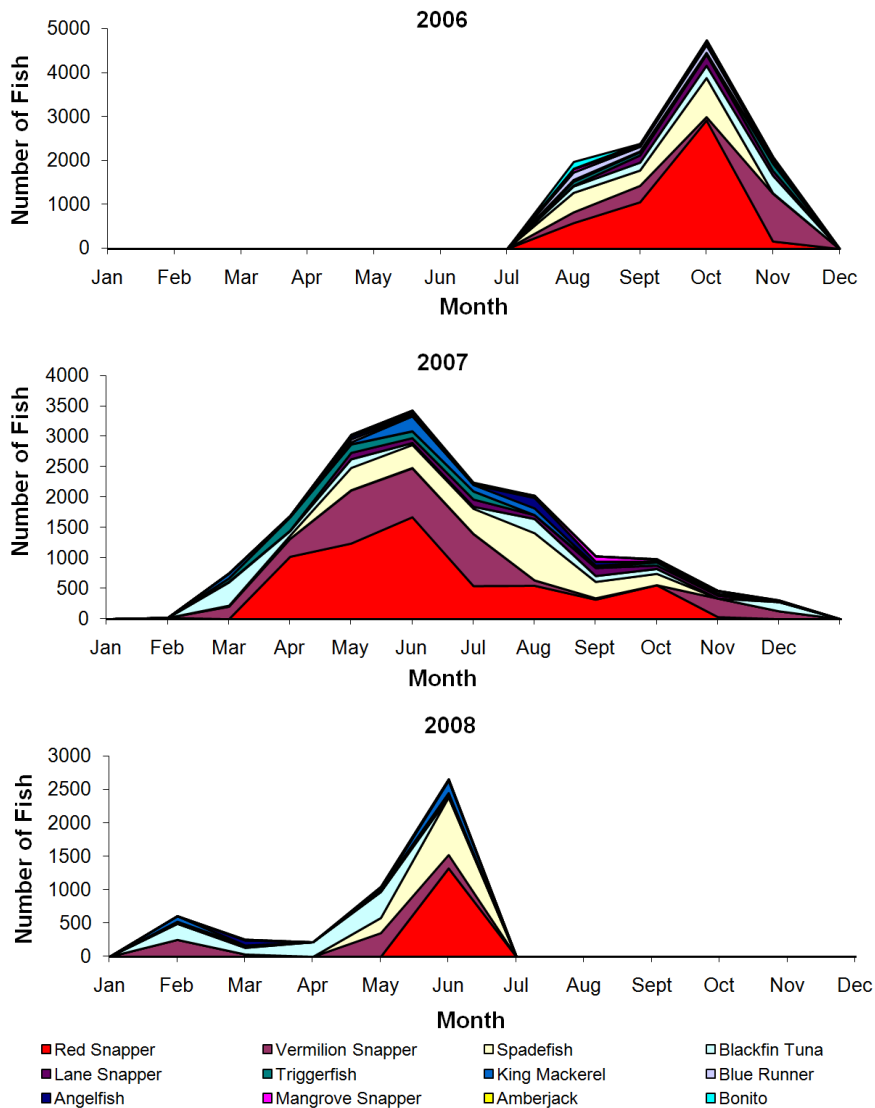 2006
Number of Fish
5000
4000
3000
2000
1000
0
Jan Feb Mar Apr May Jun Jul Aug Sept Oct Nov Dec
Month
2007
Number of Fish
4000
3500
3000
2500
2000
1500
1000
500
0
Jan Feb Mar Apr May Jun Jul Aug Sept Oct Nov Dec
Month
2008
Number of Fish
3000
2500
2000
1500
1000
500
0
Jan Feb Mar Apr May Jun Jul Aug Sept Oct Nov Dec
Month
Red Snapper Vermilion Snapper Spadefish Blackfin Tuna
Lane Snapper Triggerfish King Mackerel Blue Runner
Angelfish Mangrove Snapper Amberjack Bonito